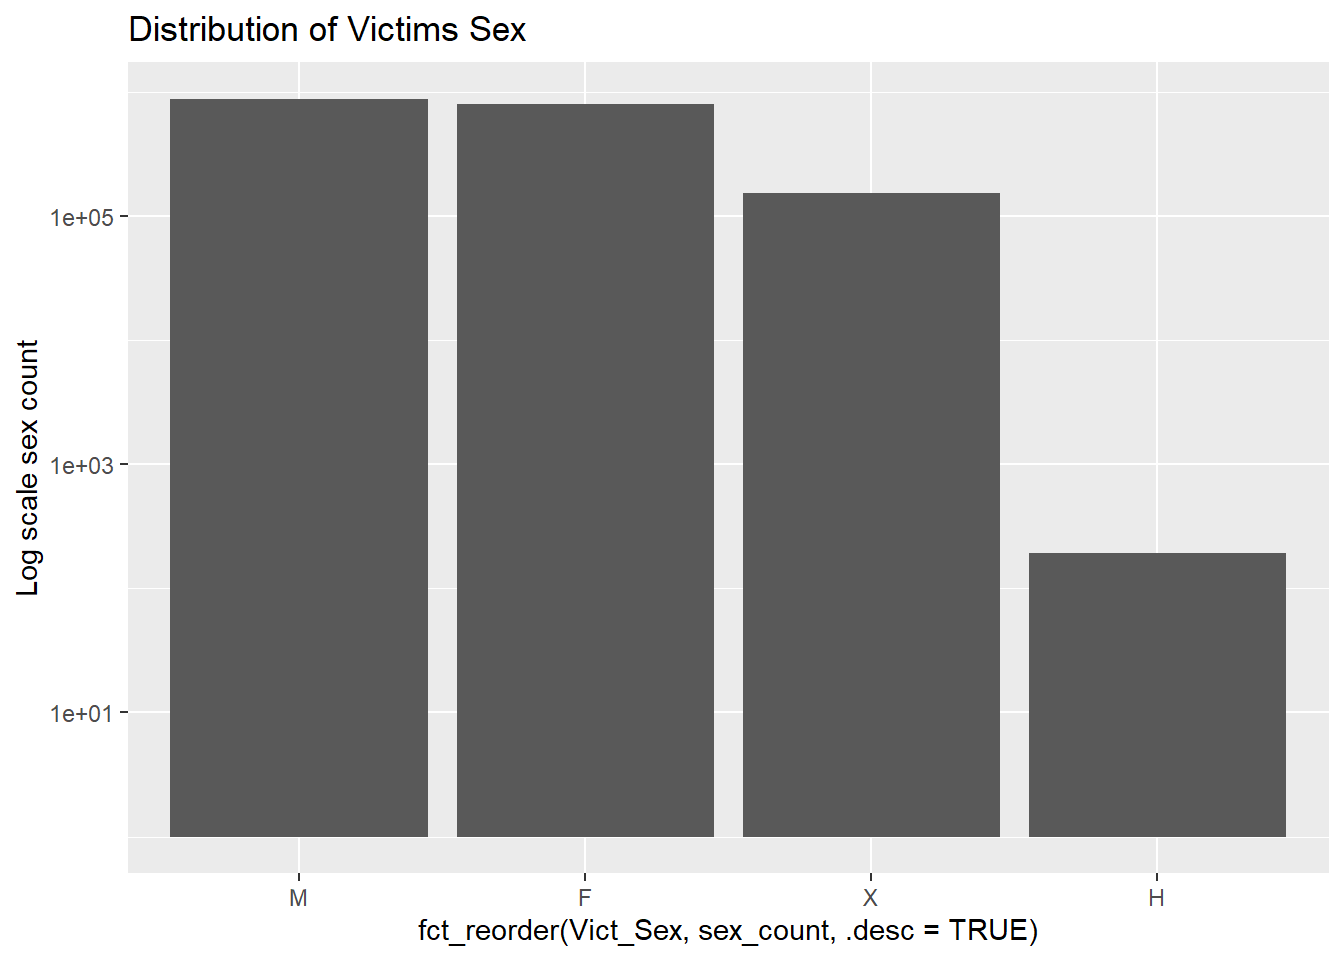 Distribution of Victims Sex
Log scale sex count
1e+05
1e+03
1e+01
M F X H
fct_reorder(Vict_Sex, sex_count, .desc = TRUE)